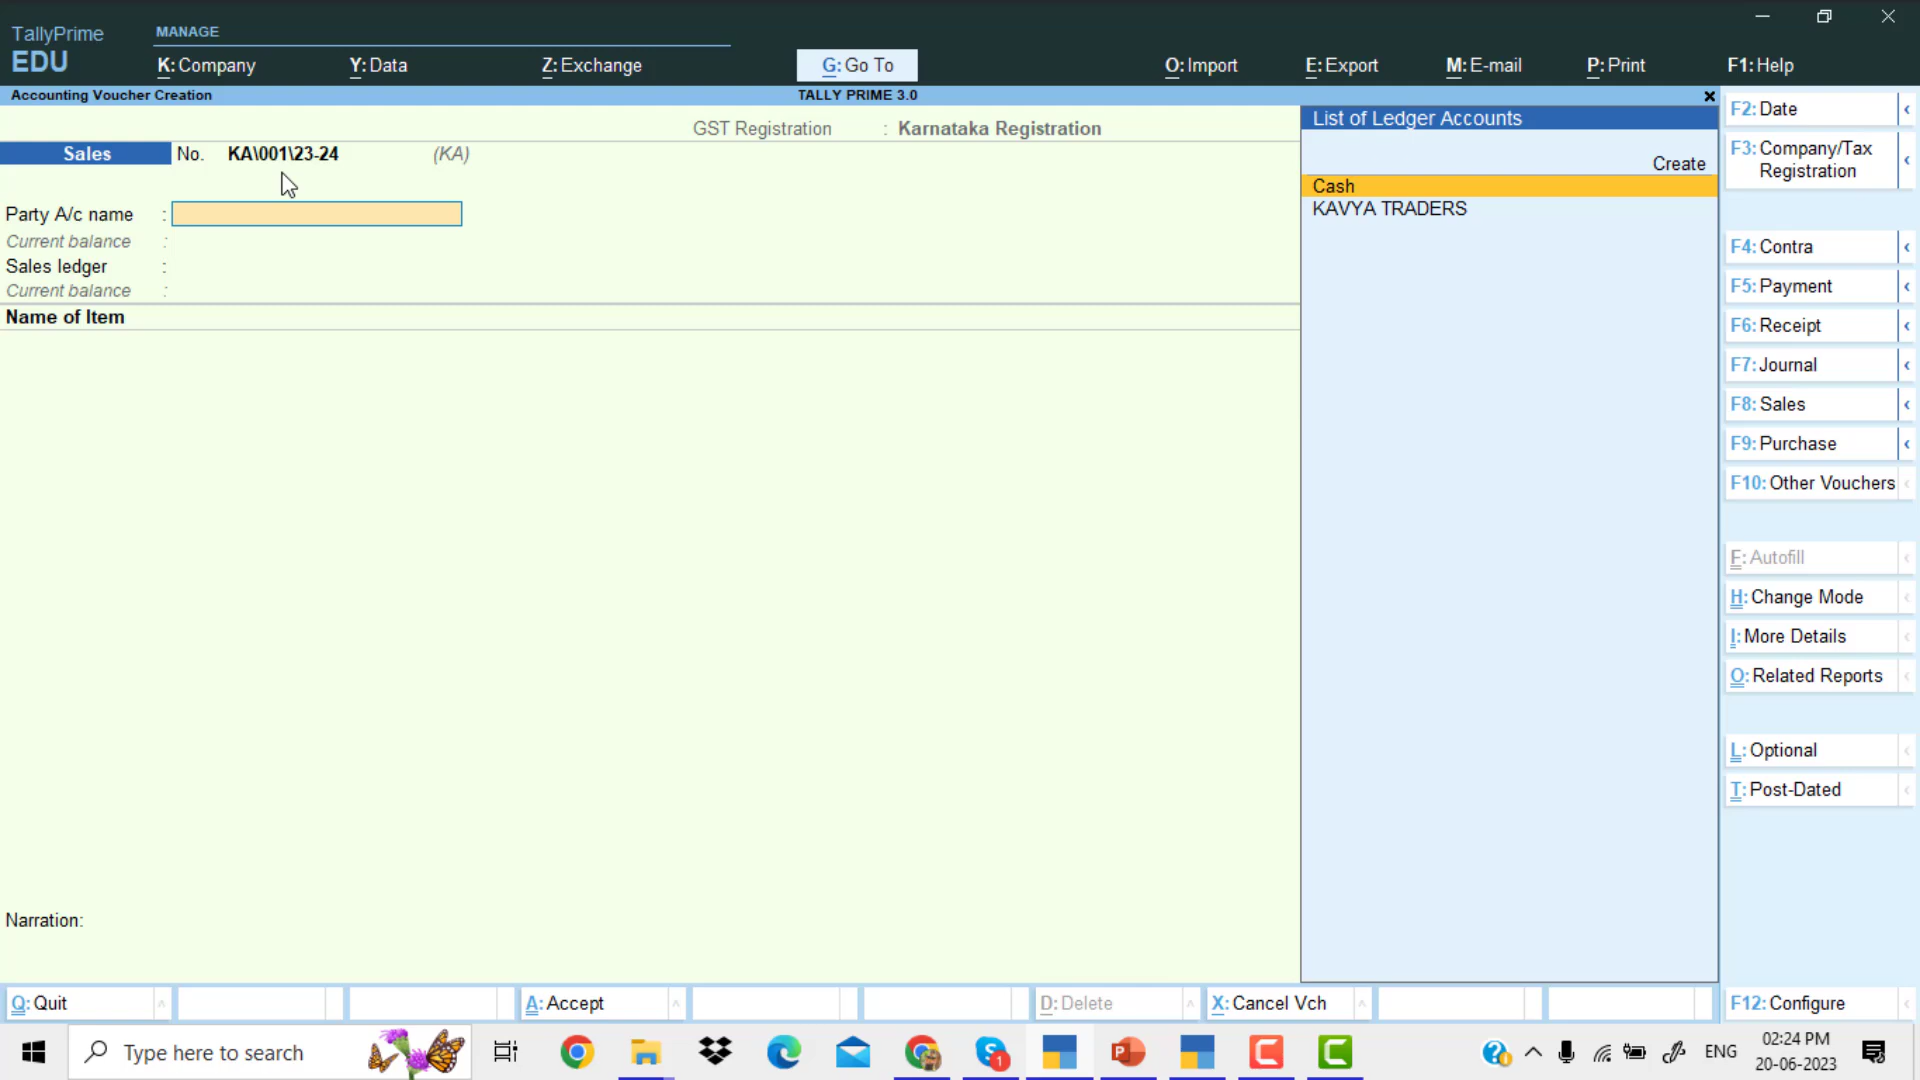 TallyPrime
EDU
MANAGE
K: Company
Y: Data
Z: Exchange
G: Go To
O: Import
E: Export
M: E-mail
P: Print
F1: Help
Accounting Voucher Creation
TALLY PRIME 3.0
GST Registration : Karnataka Registration
Sales No. KA\001\23-24 (KA)
Party A/c name :
Current balance :
Sales ledger :
Current balance :
Name of Item
Narration:
List of Ledger Accounts
Create
Cash
KAVYA TRADERS
F2: Date
F3: Company/Tax
Registration
F4: Contra
F5: Payment
F6: Receipt
F7: Journal
F8: Sales
F9: Purchase
F10: Other Vouchers
F: Autofill
H: Change Mode
I: More Details
O: Related Reports
L: Optional
T: Post-Dated
Q: Quit
A: Accept
D: Delete
X: Cancel Vch
F12: Configure
Type here to search
1
ENG
02:24 PM
20-06-2023